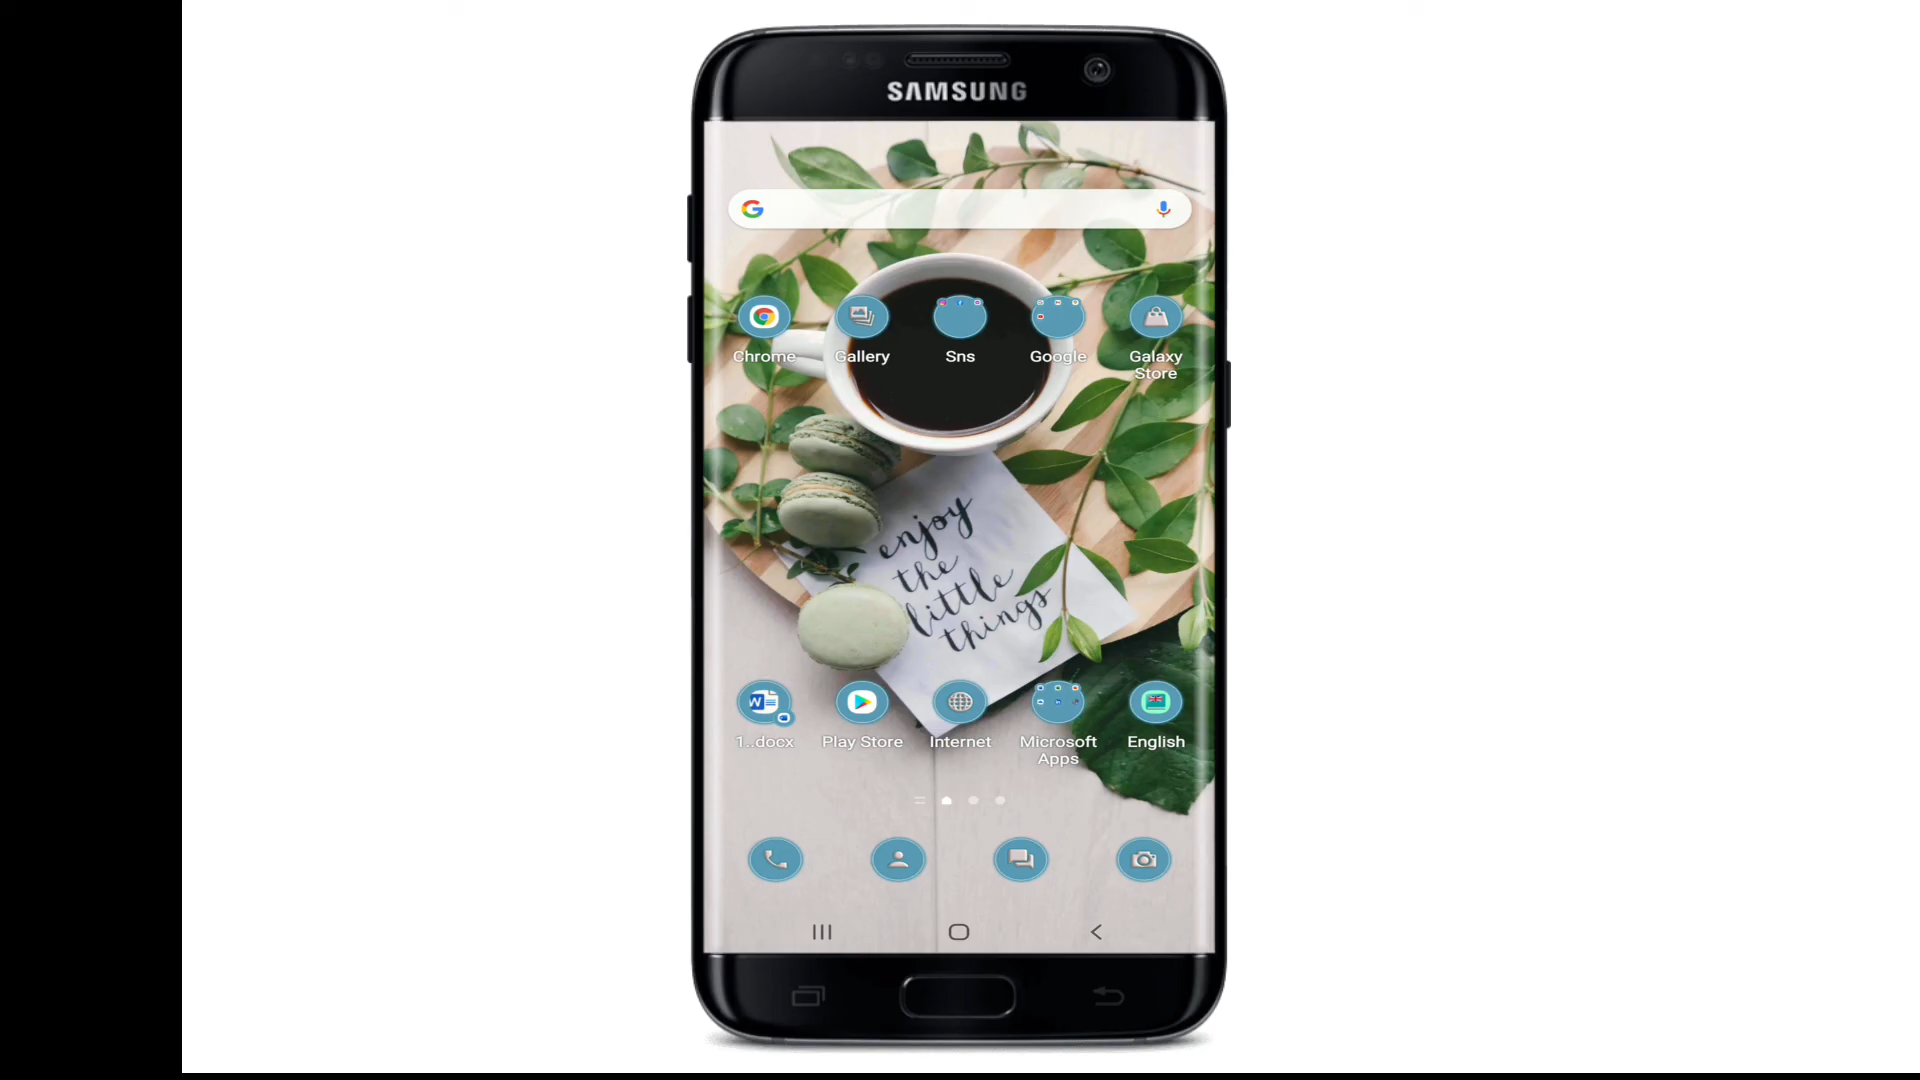 SAMSUNG
Chrome
Gallery
Sns
Google
Galaxy
Store
enjoy
the
little
things
1..docx
Play Store
Internet
Microsoft
Apps
English